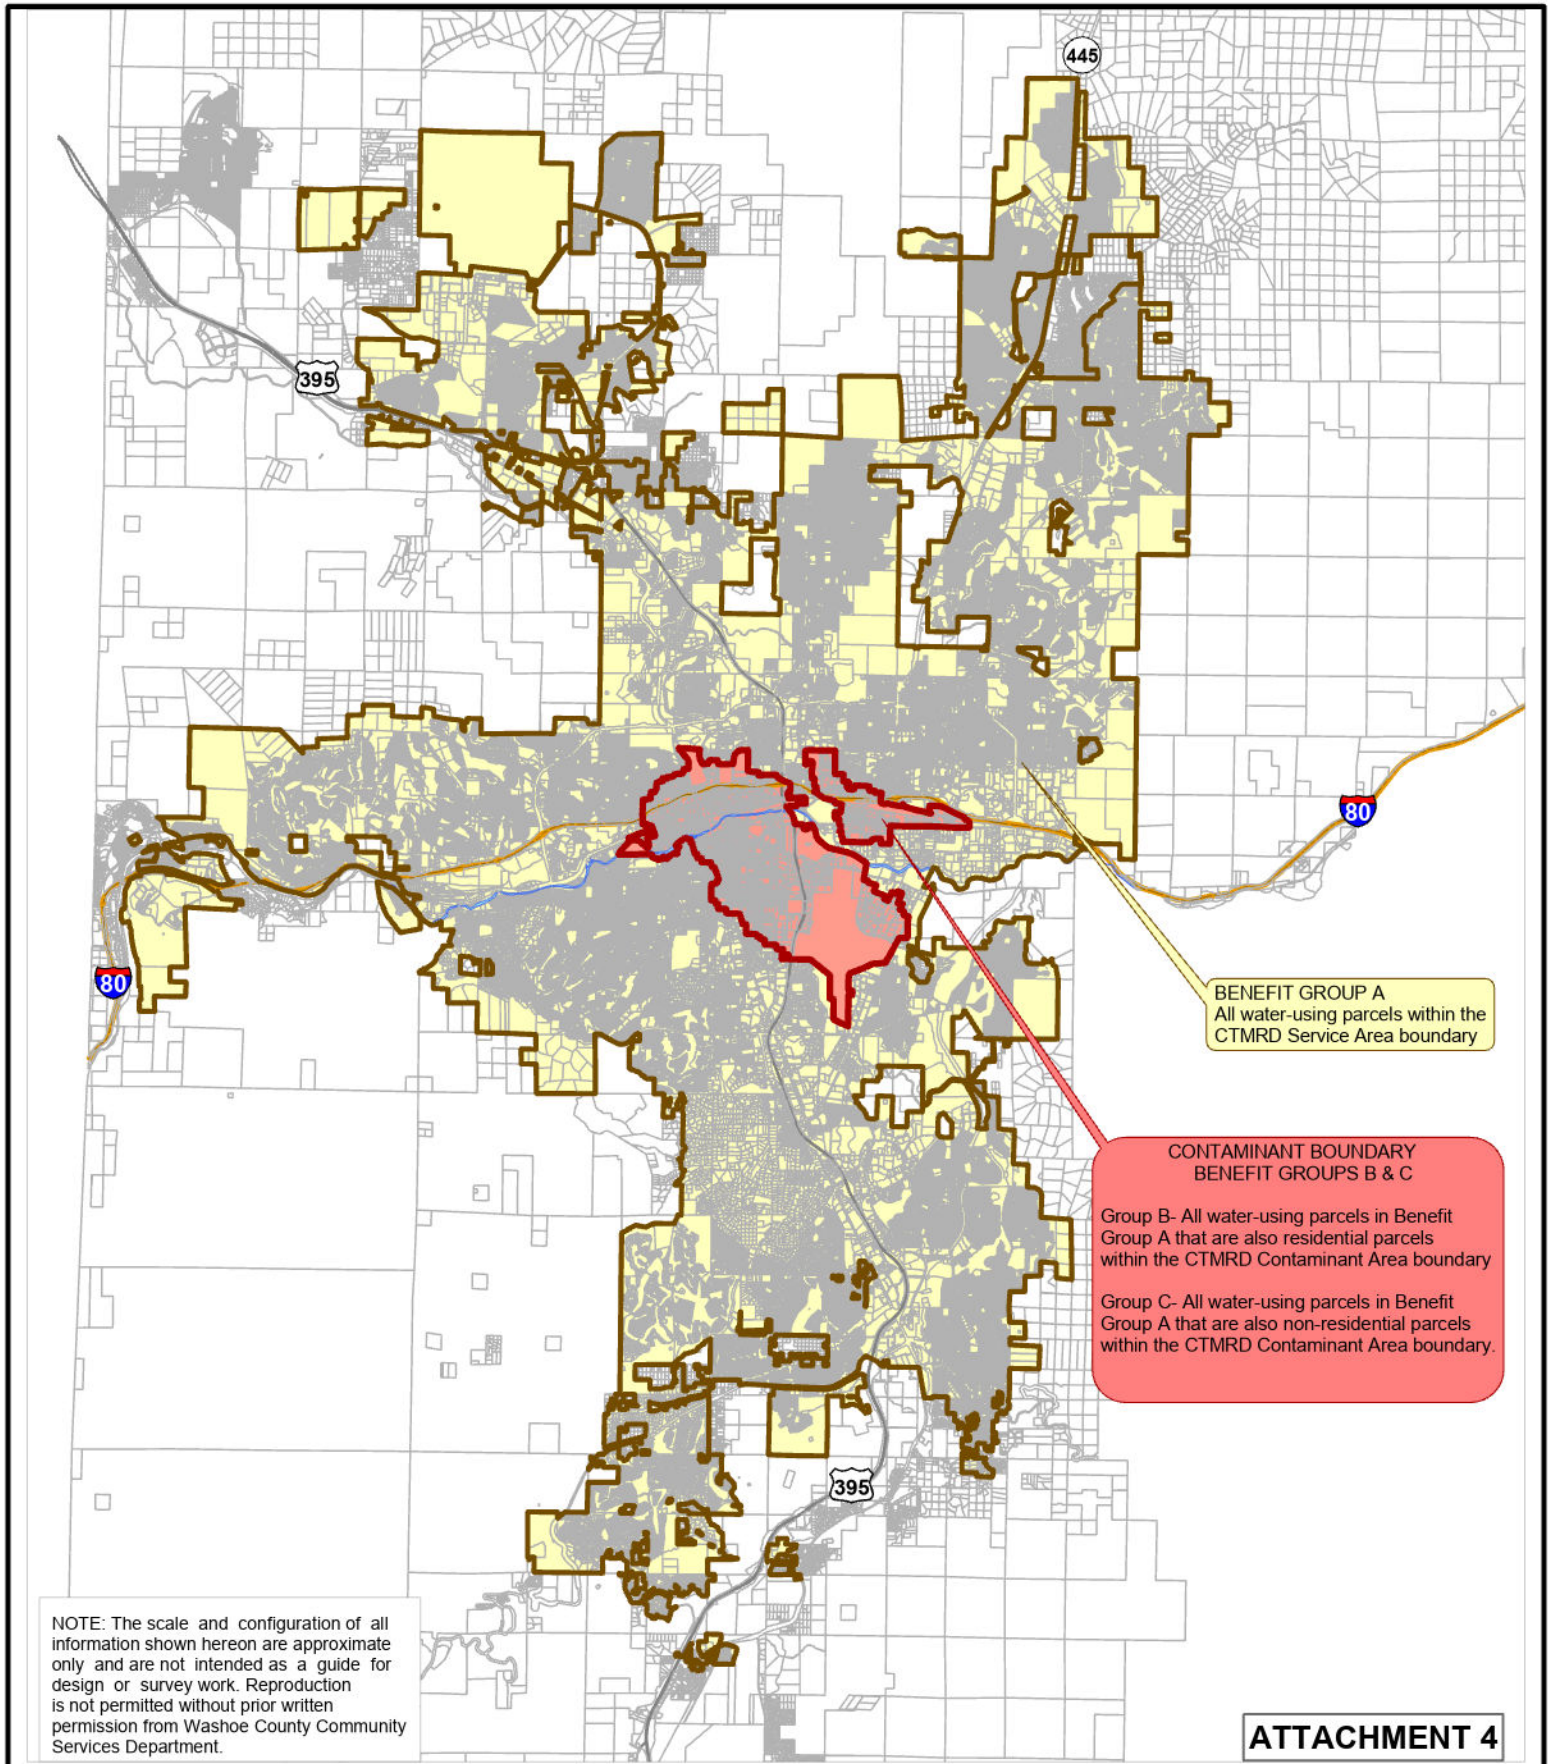 445
395
80
80
BENEFIT GROUP A
All water-using parcels within the
CTMRD Service Area boundary
CONTAMINANT BOUNDARY
BENEFIT GROUPS B & C
Group B- All water-using parcels in Benefit
Group A that are also residential parcels
within the CTMRD Contaminant Area boundary
Group C- All water-using parcels in Benefit
Group A that are also non-residential parcels
within the CTMRD Contaminant Area boundary.
395
NOTE: The scale and configuration of all
information shown hereon are approximate
only and are not intended as a guide for
design or survey work. Reproduction
is not permitted without prior written
permission from Washoe County Community
Services Department.
ATTACHMENT 4